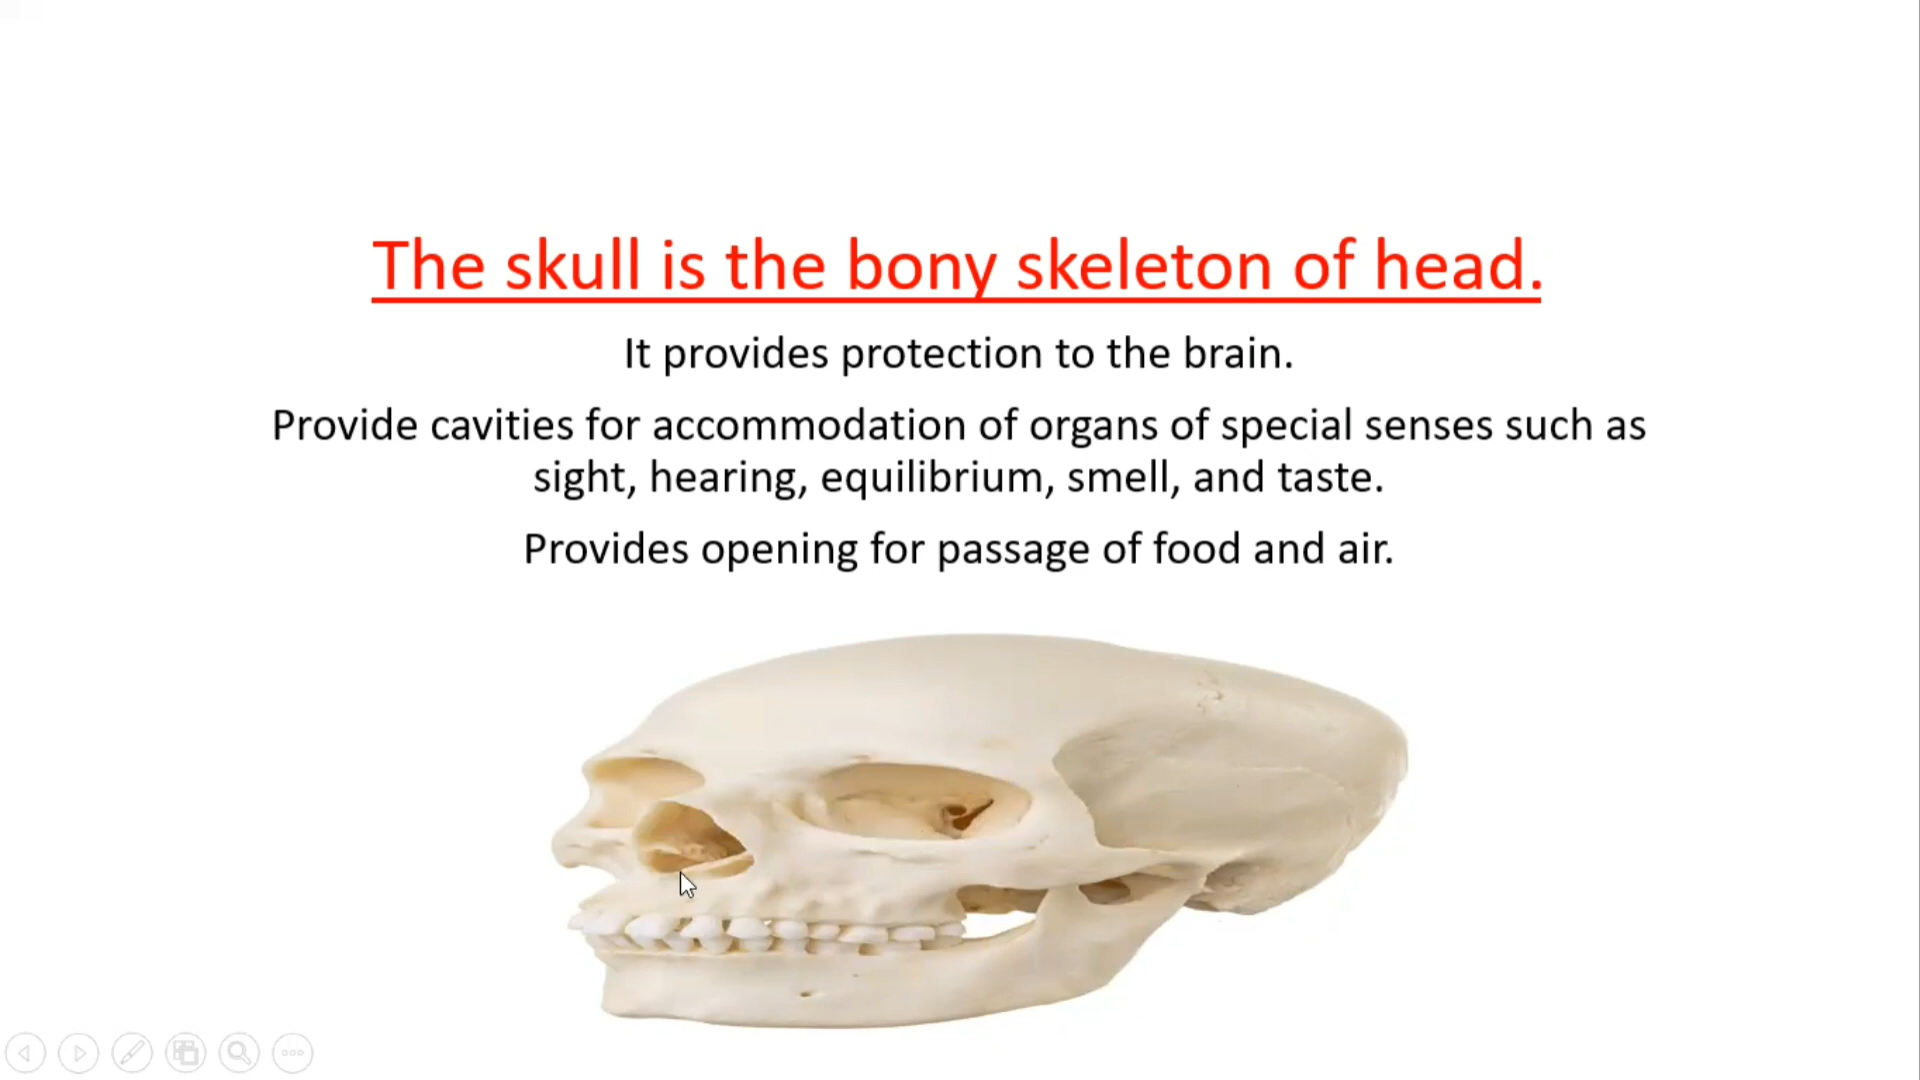 The skull is the bony skeleton of head.
It provides protection to the brain.
Provide cavities for accommodation of organs of special senses such as
sight, hearing, equilibrium, smell, and taste.
Provides opening for passage of food and air.